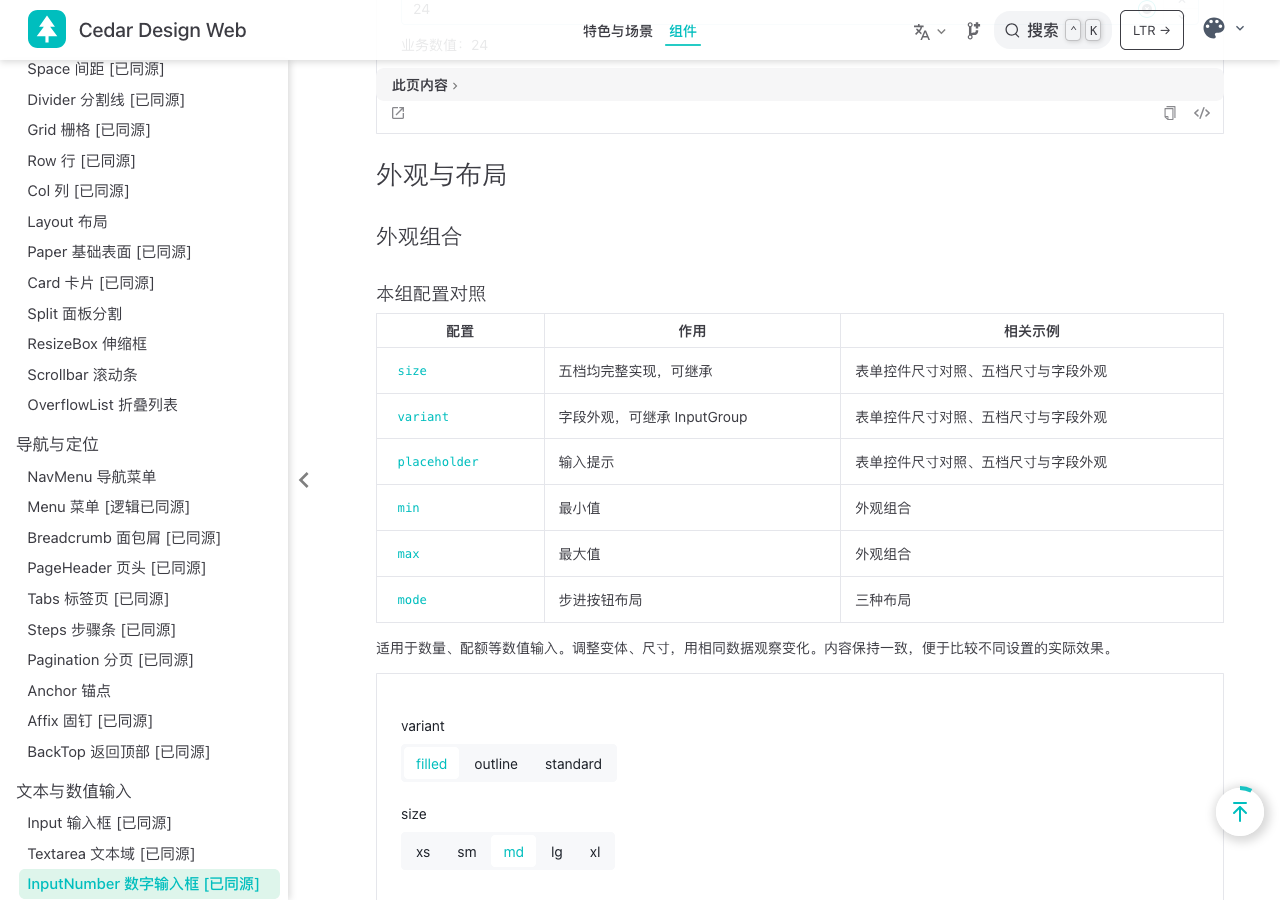 Cedar Design Web
特色与场景
组件
搜索
^
K
LTR →
24
业务数值：24
此页内容 ›
Space 间距 [已同源]
Divider 分割线 [已同源]
Grid 栅格 [已同源]
Row 行 [已同源]
Col 列 [已同源]
Layout 布局
Paper 基础表面 [已同源]
Card 卡片 [已同源]
Split 面板分割
ResizeBox 伸缩框
Scrollbar 滚动条
OverflowList 折叠列表
导航与定位
NavMenu 导航菜单
Menu 菜单 [逻辑已同源]
Breadcrumb 面包屑 [已同源]
PageHeader 页头 [已同源]
Tabs 标签页 [已同源]
Steps 步骤条 [已同源]
Pagination 分页 [已同源]
Anchor 锚点
Affix 固钉 [已同源]
BackTop 返回顶部 [已同源]
文本与数值输入
Input 输入框 [已同源]
Textarea 文本域 [已同源]
InputNumber 数字输入框 [已同源]
外观与布局
外观组合
本组配置对照
配置 作用 相关示例
size 五档均完整实现，可继承 表单控件尺寸对照、五档尺寸与字段外观
variant 字段外观，可继承 InputGroup 表单控件尺寸对照、五档尺寸与字段外观
placeholder 输入提示 表单控件尺寸对照、五档尺寸与字段外观
min 最小值 外观组合
max 最大值 外观组合
mode 步进按钮布局 三种布局
适用于数量、配额等数值输入。调整变体、尺寸，用相同数据观察变化。内容保持一致，便于比较不同设置的实际效果。
variant
filled outline standard
size
xs sm md lg xl